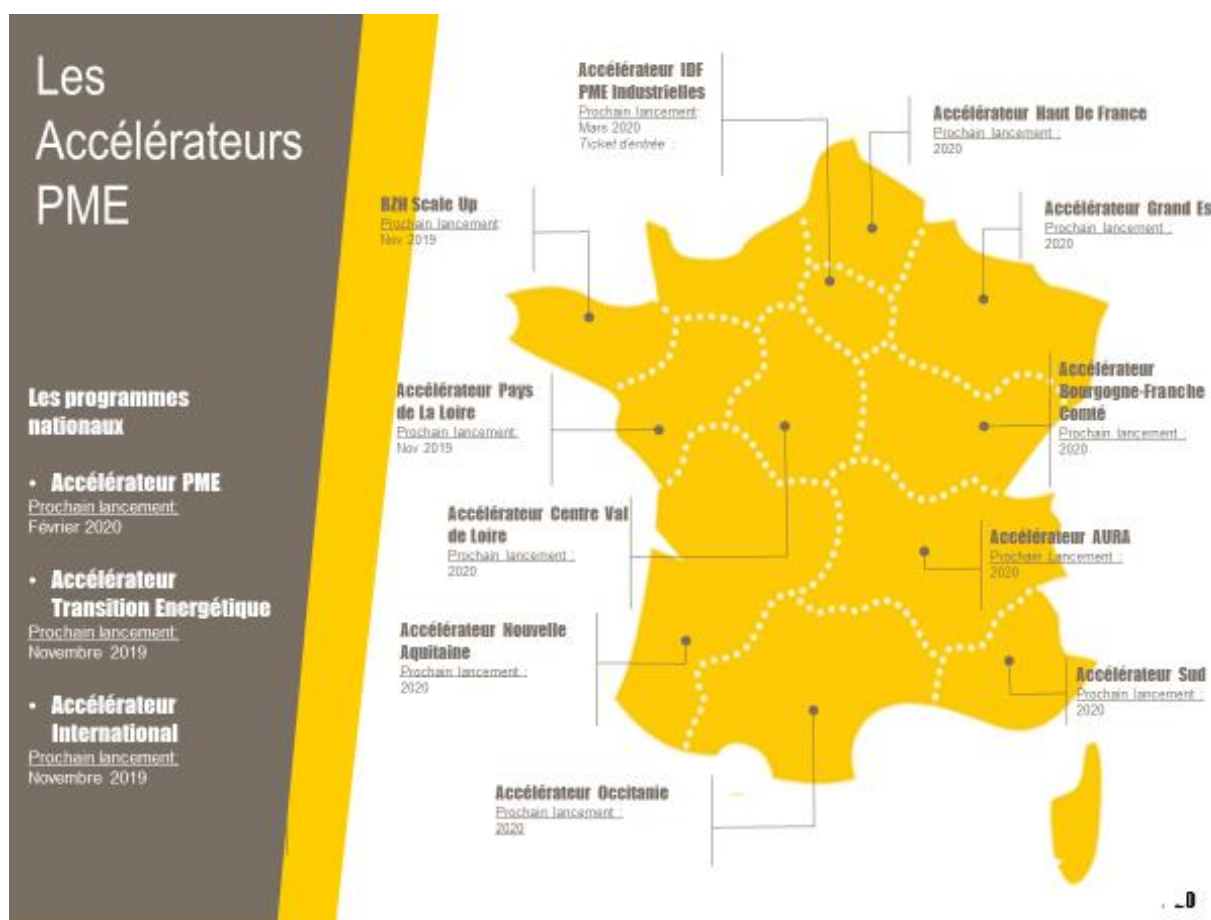 Les
Accélérateurs
PME
Les programmes
nationaux
• Accélérateur PME
Prochain lancement:
Février 2020
• Accélérateur
Transition Energétique
Prochain lancement:
Novembre 2019
• Accélérateur
International
Prochain lancement:
Novembre 2019
Accélérateur IDF
PME Industrielles
Prochain lancement:
Mars 2020
Ticket d'entrée :
Accélérateur Haut De France
Prochain lancement :
2020
BZH Scale Up
Prochain lancement:
Nov 2019
Accélérateur Grand Es
Prochain lancement :
2020
Accélérateur Pays
de La Loire
Prochain lancement:
Nov 2019
Accélérateur
Bourgogne-Franche
Comté
Prochain lancement :
2020
Accélérateur Centre Val
de Loire
Prochain lancement :
2020
Accélérateur AURA
Prochain Lancement :
2020
Accélérateur Nouvelle
Aquitaine
Prochain lancement :
2020
Accélérateur Sud
Prochain lancement :
2020
Accélérateur Occitanie
Prochain lancement :
2020